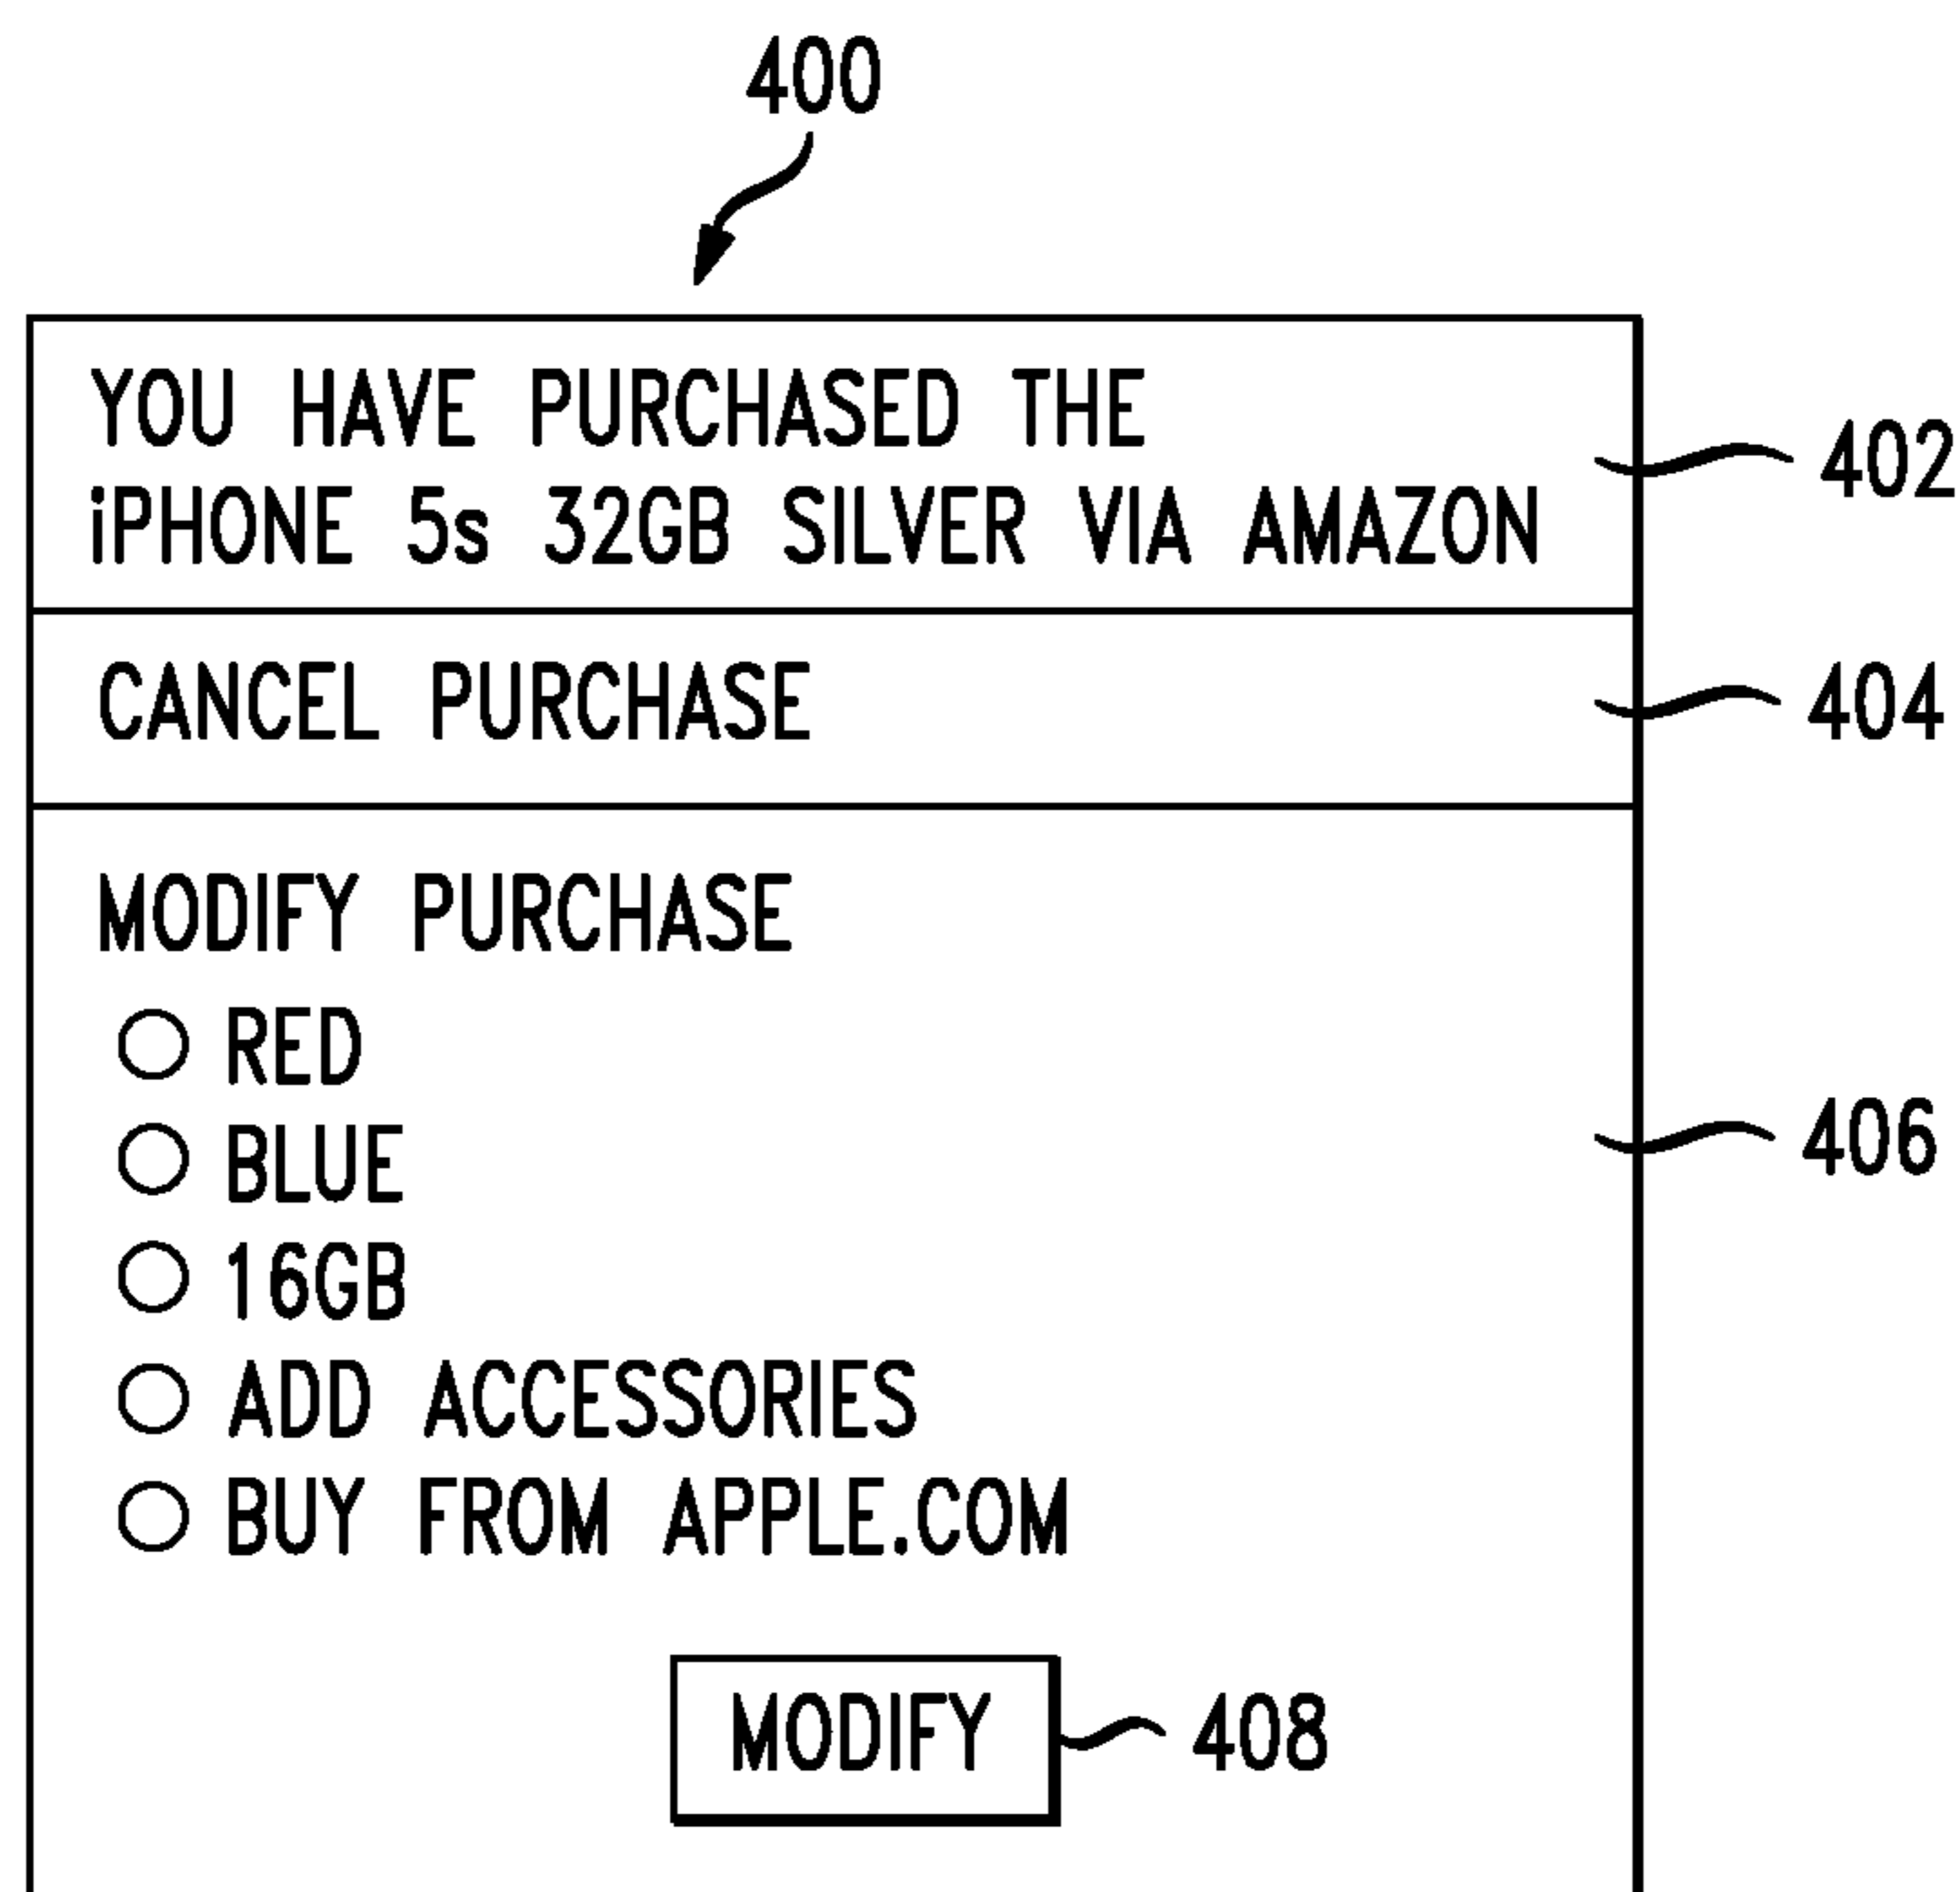 400
YOU HAVE PURCHASED THE
iPHONE 5s 32GB SILVER VIA AMAZON
402
CANCEL PURCHASE
404
MODIFY PURCHASE
RED
BLUE
406
16GB
ADD ACCESSORIES
BUY FROM APPLE.COM
MODIFY
408